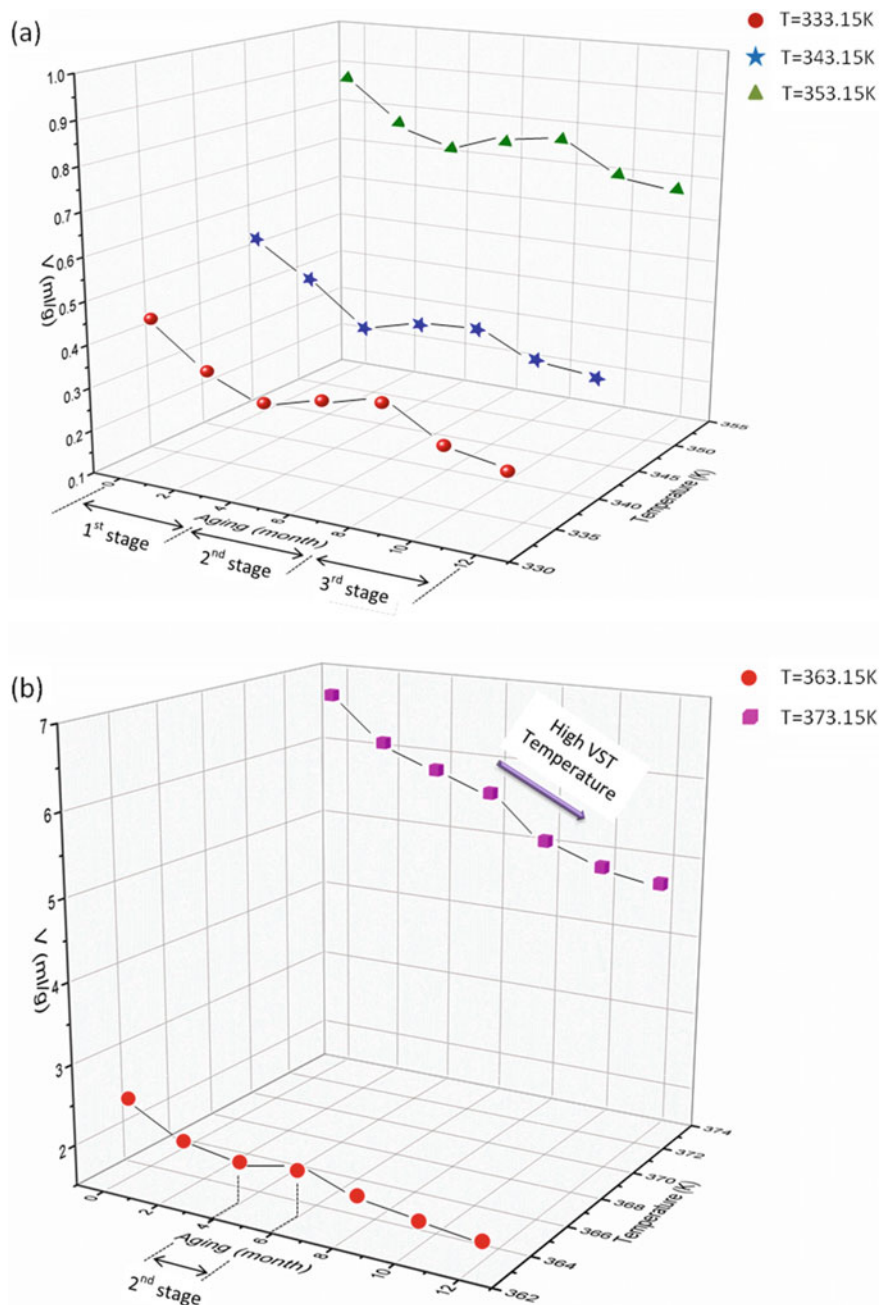 (a)
T=333.15K
T=343.15K
T=353.15K
1.0
0.9
0.8
0.7
0.6
0.5
0.4
0.3
0.2
0.1
V (ml/g)
0
2
4
6
8
10
12
Aging (month)
330
335
340
345
350
355
Temperature (K)
1st stage
2nd stage
3rd stage
(b)
T=363.15K
T=373.15K
High VST
Temperature
7
6
5
4
3
2
V (ml/g)
0
2
4
6
8
10
12
Aging (month)
362
364
366
368
370
372
374
Temperature (K)
2nd stage